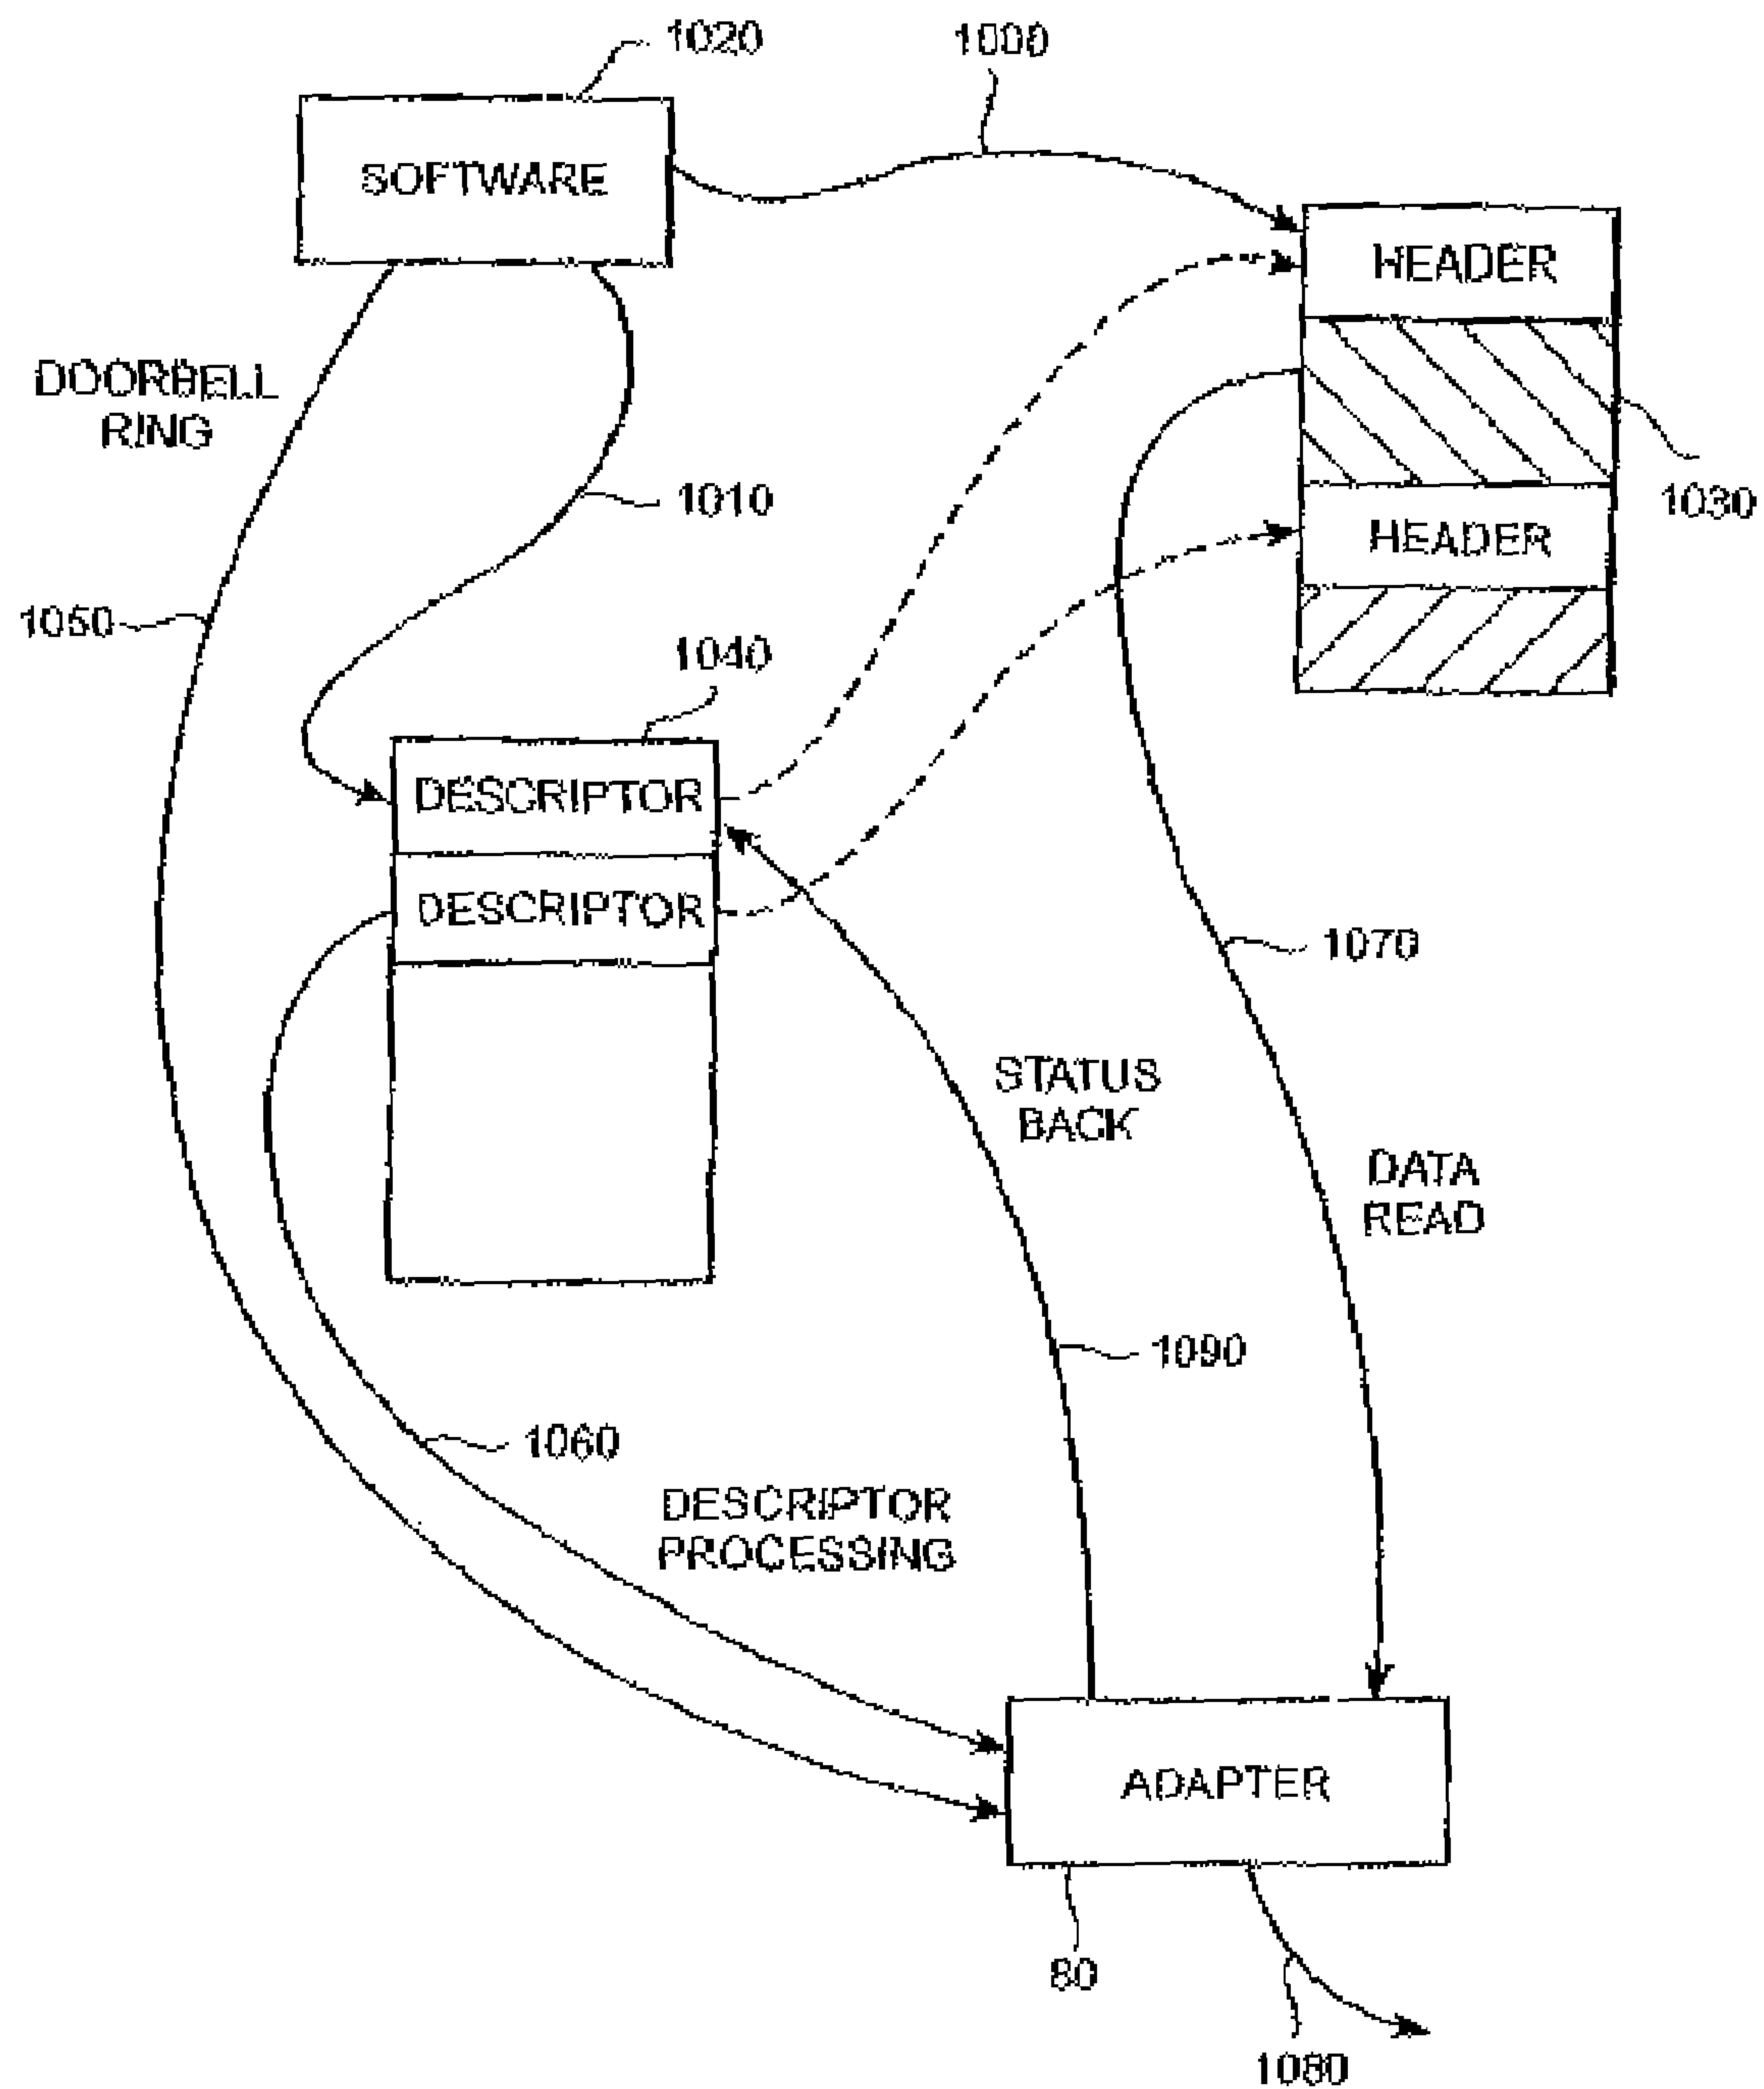 1020
1000
SOFTWARE
HEADER
DOORBELL
RING
1010
1030
HEADER
1050
1040
DESCRIPTOR
DESCRIPTOR
1070
STATUS
BACK
DATA
READ
1090
1060
DESCRIPTOR
PROCESSING
ADAPTER
80
1080